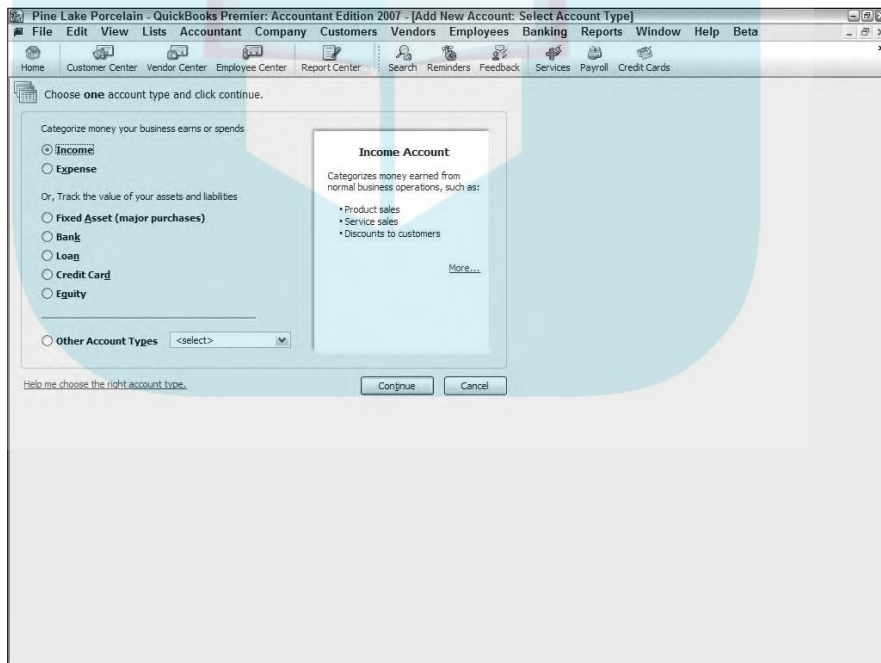 Pine Lake Porcelain - QuickBooks Premier: Accountant Edition 2007 - [Add New Account: Select Account Type]
File Edit View Lists Accountant Company Customers Vendors Employees Banking Reports Window Help Beta
Home Customer Center Vendor Center Employee Center Report Center Search Reminders Feedback Services Payroll Credit Cards
Choose one account type and click continue.
Categorize money your business earns or spends
Income
Expense
Or, Track the value of your assets and liabilities
Fixed Asset (major purchases)
Bank
Loan
Credit Card
Equity
Other Account Types <select>
Income Account
Categorizes money earned from
normal business operations, such as:
• Product sales
• Service sales
• Discounts to customers
More...
Help me choose the right account type.
Continue Cancel